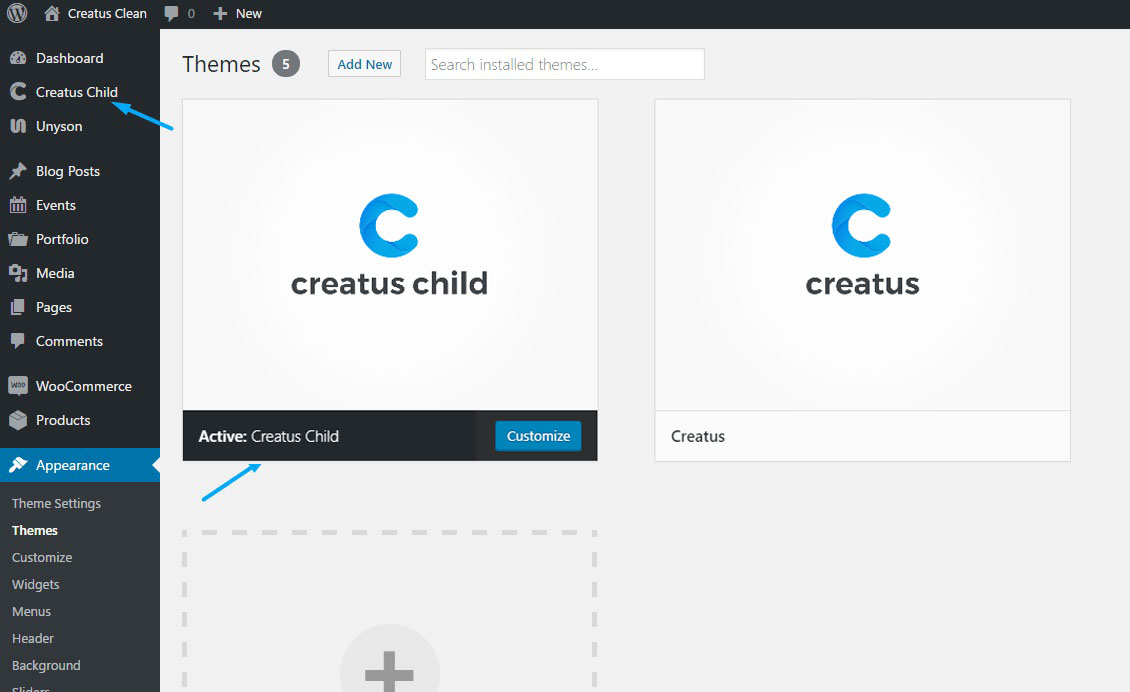 Creatus Clean 0 New
Dashboard
Creatus Child
Unyson
Blog Posts
Events
Portfolio
Media
Pages
Comments
WOO WooCommerce
Products
Appearance
Theme Settings
Themes
Customize
Widgets
Menus
Header
Background
Sliders
Themes 5 Add New Search installed themes...
creatus child
Active: Creatus Child Customize
creatus
Creatus